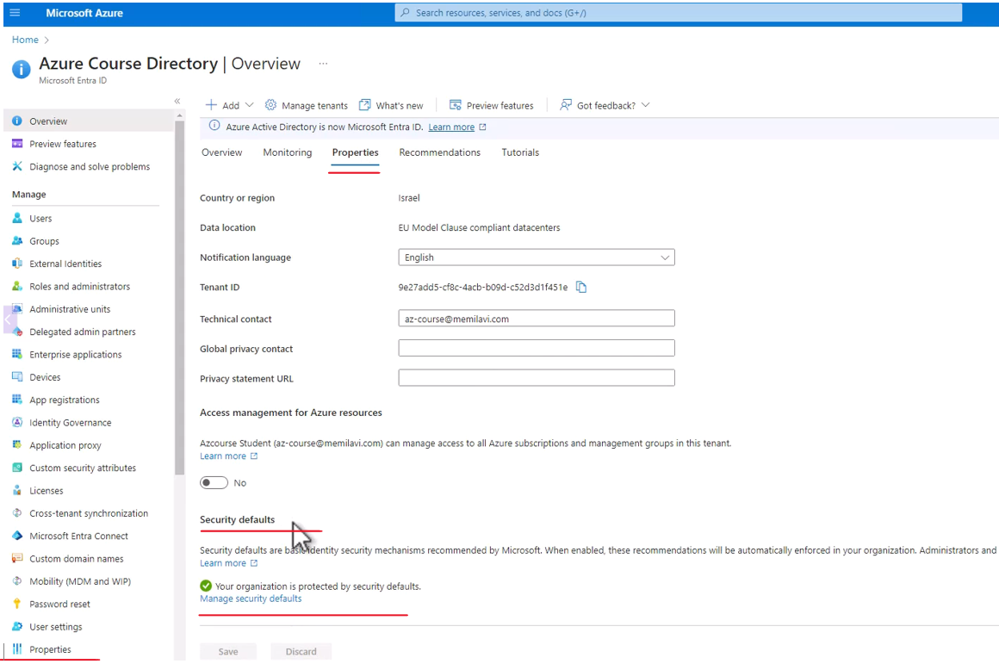 Microsoft Azure
Search resources, services, and docs (G+/)
Home >
Azure Course Directory | Overview ...
Microsoft Entra ID
«
Overview
Preview features
Diagnose and solve problems
Manage
Users
Groups
External Identities
Roles and administrators
Administrative units
Delegated admin partners
Enterprise applications
Devices
App registrations
Identity Governance
Application proxy
Custom security attributes
Licenses
Cross-tenant synchronization
Microsoft Entra Connect
Custom domain names
Mobility (MDM and WIP)
Password reset
User settings
Properties
Add Manage tenants What's new Preview features Got feedback?
Azure Active Directory is now Microsoft Entra ID. Learn more
Overview Monitoring Properties Recommendations Tutorials
Country or region Israel
Data location EU Model Clause compliant datacenters
Notification language English
Tenant ID 9e27add5-cf8c-4acb-b09d-c52d3d1f451e
Technical contact az-course@memilavi.com
Global privacy contact
Privacy statement URL
Access management for Azure resources
Azcourse Student (az-course@memilavi.com) can manage access to all Azure subscriptions and management groups in this tenant.
Learn more
No
Security defaults
Security defaults are basic identity security mechanisms recommended by Microsoft. When enabled, these recommendations will be automatically enforced in your organization. Administrators and
Learn more
Your organization is protected by security defaults.
Manage security defaults
Save Discard